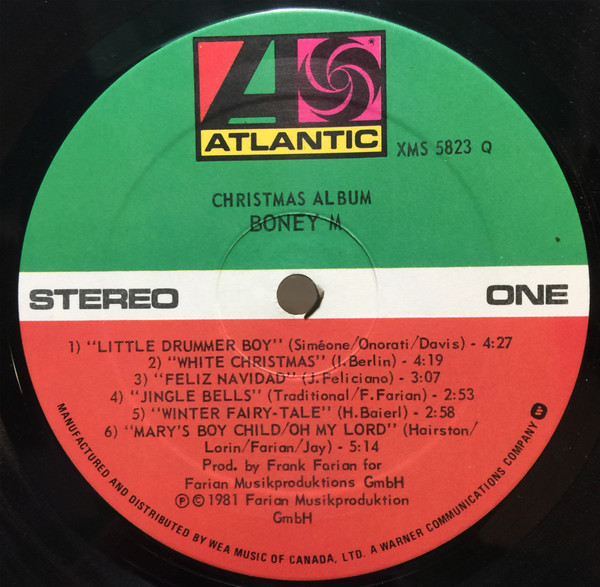 ATLANTIC
XMS 5823 Q
CHRISTMAS ALBUM
BONEY M
STEREO
ONE
1) "LITTLE DRUMMER BOY" (Siméone/Onorati/Davis) - 4:27
2) "WHITE CHRISTMAS" (I. Berlin) - 4:19
3) "FELIZ NAVIDAD" (J. Feliciano) - 3:07
4) "JINGLE BELLS" (Traditional/F. Farian) - 2:53
5) "WINTER FAIRY-TALE" (H. Baierl) - 2:58
6) "MARY'S BOY CHILD/OH MY LORD" (Hairston/
Lorin/Farian/Jay) - 5:14
Prod. by Frank Farian for
Farian Musikproduktions GmbH
℗ © 1981 Farian Musikproduktion
GmbH
MANUFACTURED AND DISTRIBUTED BY WEA MUSIC OF CANADA, LTD. A WARNER COMMUNICATIONS COMPANY